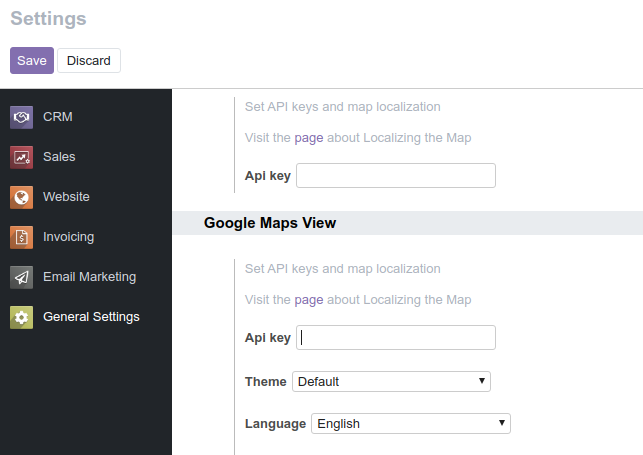 Settings
Save Discard
CRM
Sales
Website
Invoicing
Email Marketing
General Settings
Set API keys and map localization
Visit the page about Localizing the Map
Api key
Google Maps View
Set API keys and map localization
Visit the page about Localizing the Map
Api key
Theme Default
Language English